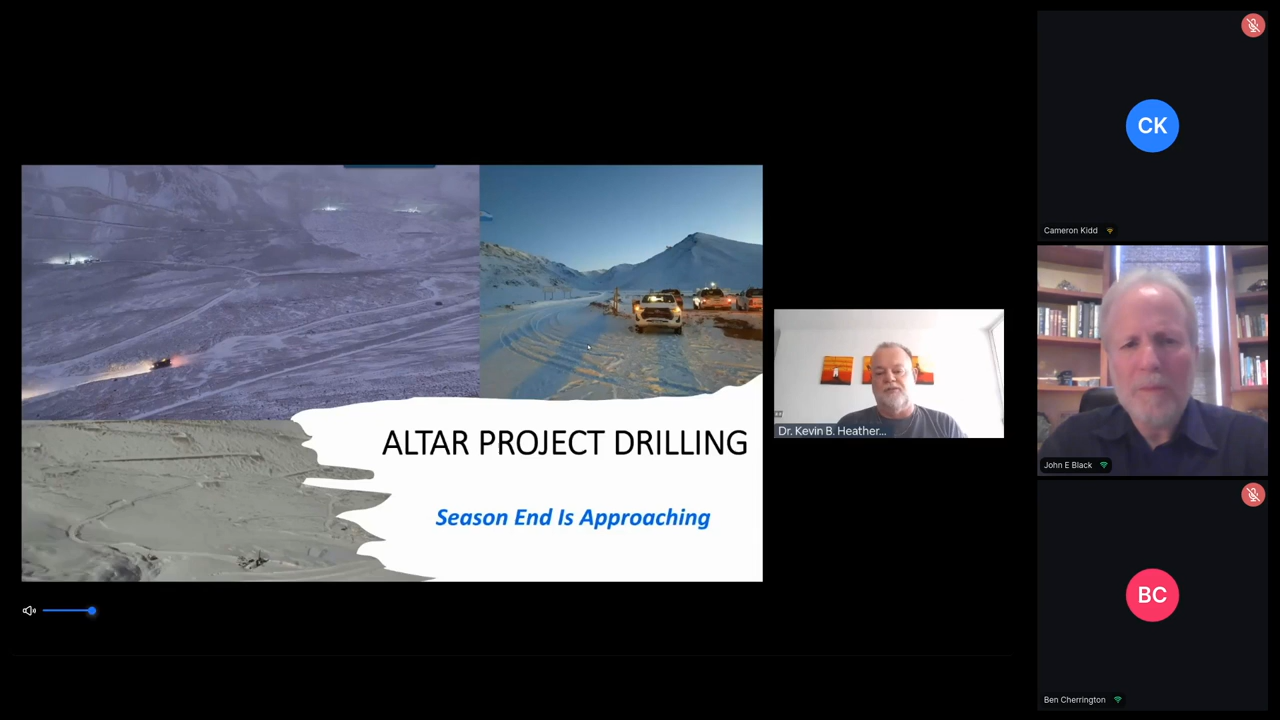 ALTAR PROJECT DRILLING
Season End Is Approaching
Dr. Kevin B. Heather...
CK
Cameron Kidd
John E Black
BC
Ben Cherrington